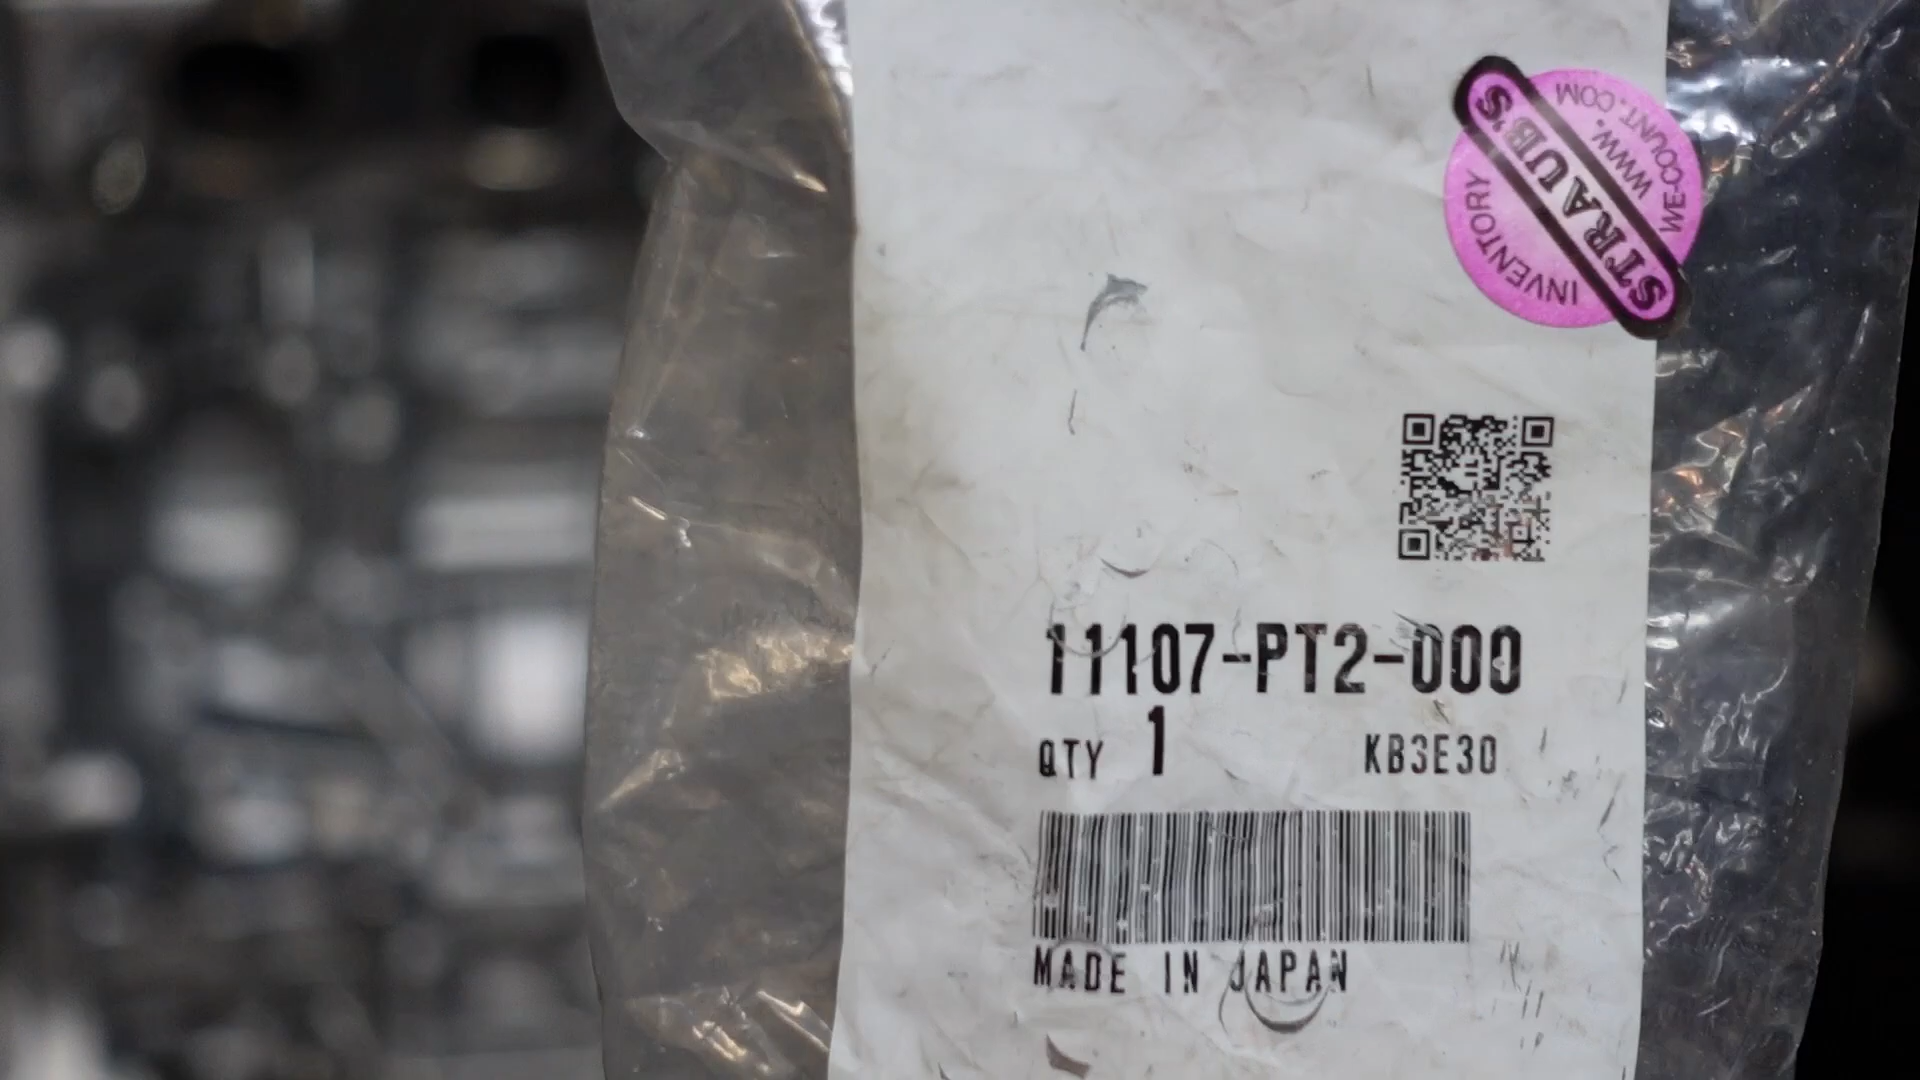 INVENTORY
STRAUB'S
WWW.
WE-COUNT.COM
11107-PT2-000
QTY 1 KB3E30
MADE IN JAPAN